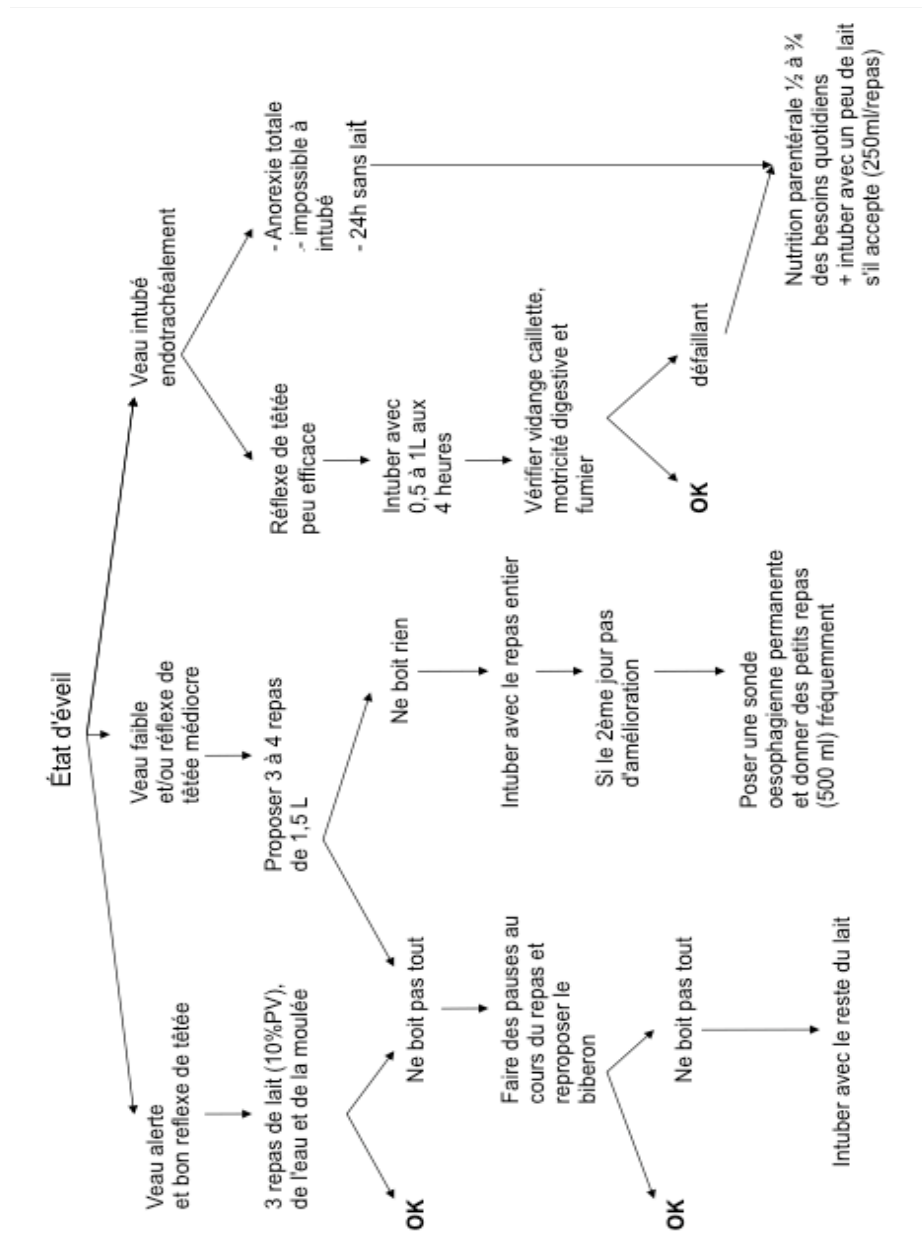 État d'éveil
Veau alerte
et bon reflexe de têtée
3 repas de lait (10%PV),
de l'eau et de la moulée
OK
Ne boit pas tout
Faire des pauses au
cours du repas et
reproposer le
biberon
OK
Ne boit pas tout
Intuber avec le reste du lait
Veau faible
et/ou réflexe de
têtée médiocre
Proposer 3 à 4 repas
de 1,5 L
Ne boit rien
Intuber avec le repas entier
Si le 2ème jour pas
d'amélioration
Poser une sonde
oesophagienne permanente
et donner des petits repas
(500 ml) fréquemment
Veau intubé
endotrachéalement
Réflexe de têtée
peu efficace
Intuber avec
0,5 à 1L aux
4 heures
Vérifier vidange caillette,
motricité digestive et
fumier
OK
défaillant
- Anorexie totale
.- impossible à
intubé
- 24h sans lait
Nutrition parentérale ½ à ¾
des besoins quotidiens
+ intuber avec un peu de lait
s'il accepte (250ml/repas)